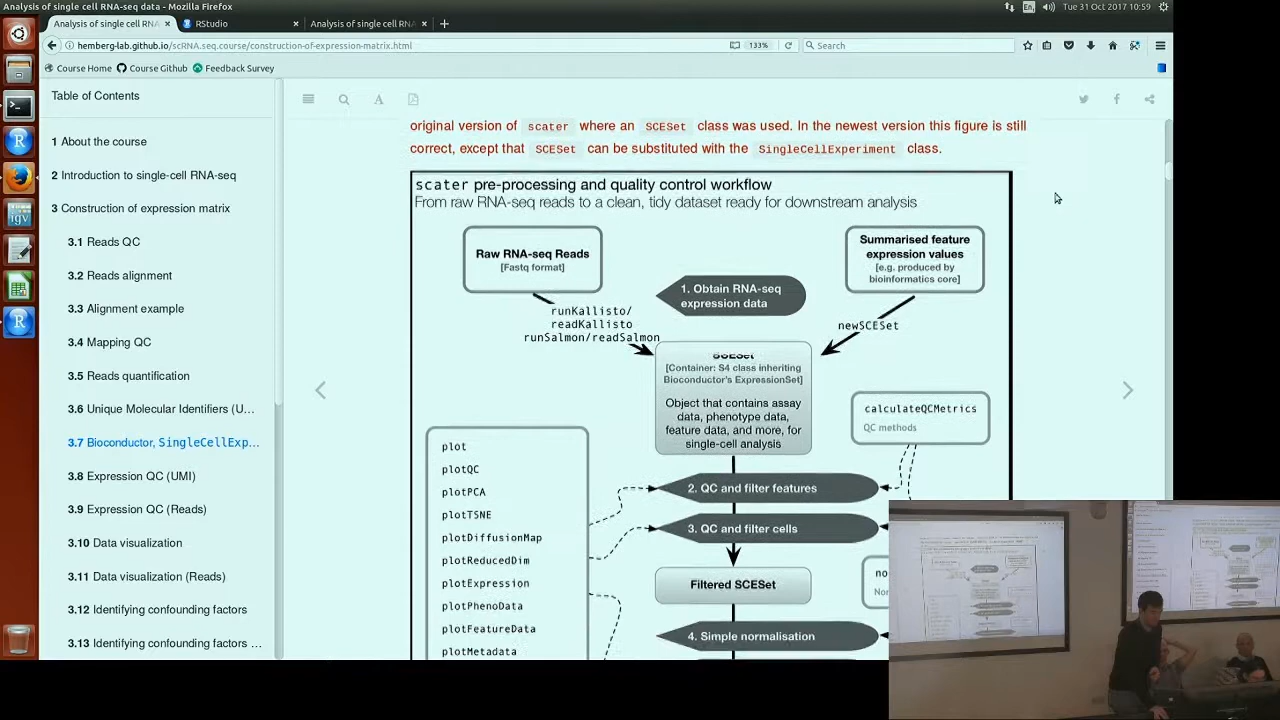 Analysis of single cell RNA-seq data - Mozilla Firefox
En
Tue 31 Oct 2017 10:59
Analysis of single cell RNA
RStudio
Analysis of single cell RNA
hemberg-lab.github.io/scRNA.seq.course/construction-of-expression-matrix.html
133%
Search
Course Home
Course Github
Feedback Survey
Table of Contents
1 About the course
2 Introduction to single-cell RNA-seq
3 Construction of expression matrix
3.1 Reads QC
3.2 Reads alignment
3.3 Alignment example
3.4 Mapping QC
3.5 Reads quantification
3.6 Unique Molecular Identifiers (U...
3.7 Bioconductor, SingleCellExp...
3.8 Expression QC (UMI)
3.9 Expression QC (Reads)
3.10 Data visualization
3.11 Data visualization (Reads)
3.12 Identifying confounding factors
3.13 Identifying confounding factors ...
original version of scater where an SCESet class was used. In the newest version this figure is still
correct, except that SCESet can be substituted with the SingleCellExperiment class.
scater pre-processing and quality control workflow
From raw RNA-seq reads to a clean, tidy dataset ready for downstream analysis
Raw RNA-seq Reads
[Fastq format]
Summarised feature
expression values
[e.g. produced by
bioinformatics core]
1. Obtain RNA-seq
expression data
runKallisto/
readKallisto
runSalmon/readSalmon
newSCESet
SCESet
[Container: S4 class inheriting
Bioconductor's ExpressionSet]
Object that contains assay
data, phenotype data,
feature data, and more, for
single-cell analysis
calculateQCMetrics
QC methods
plot
plotQC
plotPCA
plotTSNE
plotDiffusionMap
plotReducedDim
plotExpression
plotPhenoData
plotFeatureData
plotMetadata
2. QC and filter features
3. QC and filter cells
Filtered SCESet
4. Simple normalisation